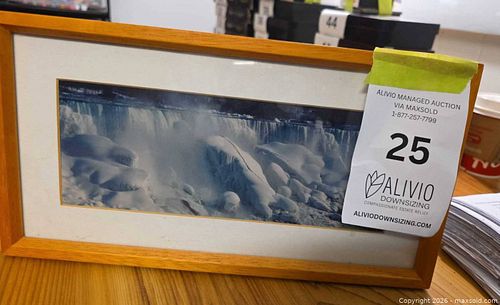 44
ALIVIO MANAGED AUCTION
VIA MAXSOLD
1-877-257-7799
25
ALIVIO
DOWNSIZING
COMPASSIONATE ESTATE RELIEF
ALIVIODOWNSIZING.COM
Copyright 2026 - maxsold.com